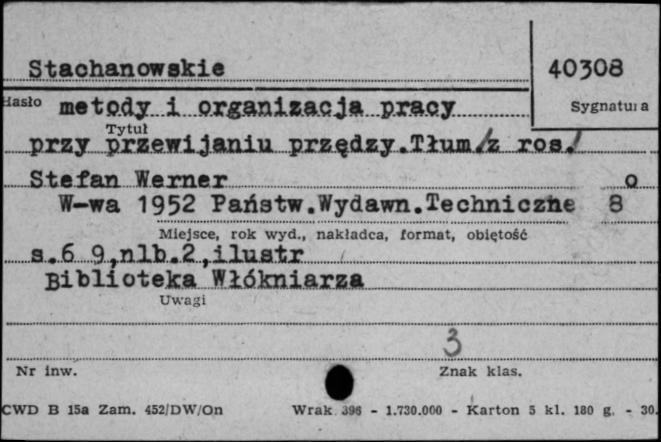 Stachanowskie 40308
Hasło metody i organizacja pracy Sygnatura
Tytuł
przy przewijaniu przędzy.Tłum/z ros/
Stefan Werner o
W-wa 1952 Państw.Wydawn.Techniczne 8
Miejsce, rok wyd., nakładca, format, objętość
s.6 9,nlb.2,ilustr
Biblioteka Włókniarza
Uwagi
3
Nr inw. Znak klas.
CWD B 15a Zam. 452/DW/On Wrak 396 - 1.730.000 - Karton 5 kl. 180 g. - 30.